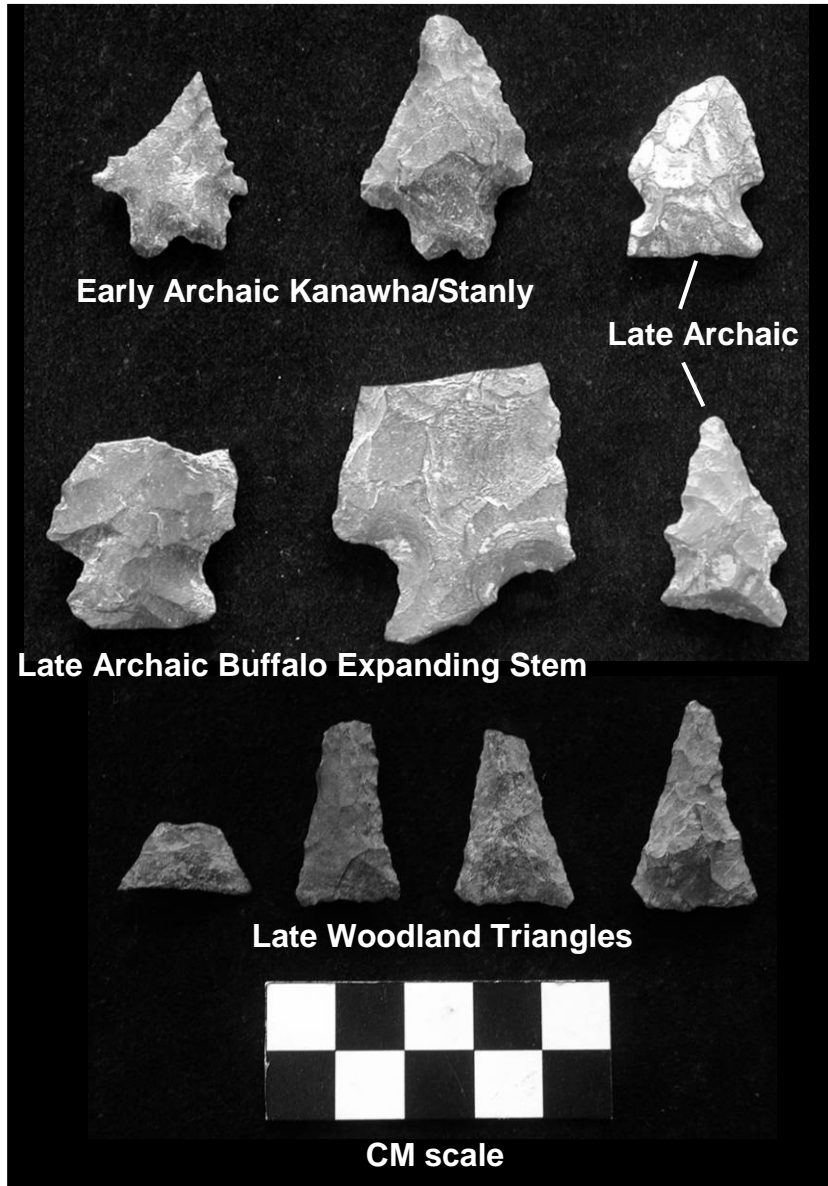 Early Archaic Kanawha/Stanly
Late Archaic
Late Archaic Buffalo Expanding Stem
Late Woodland Triangles
CM scale